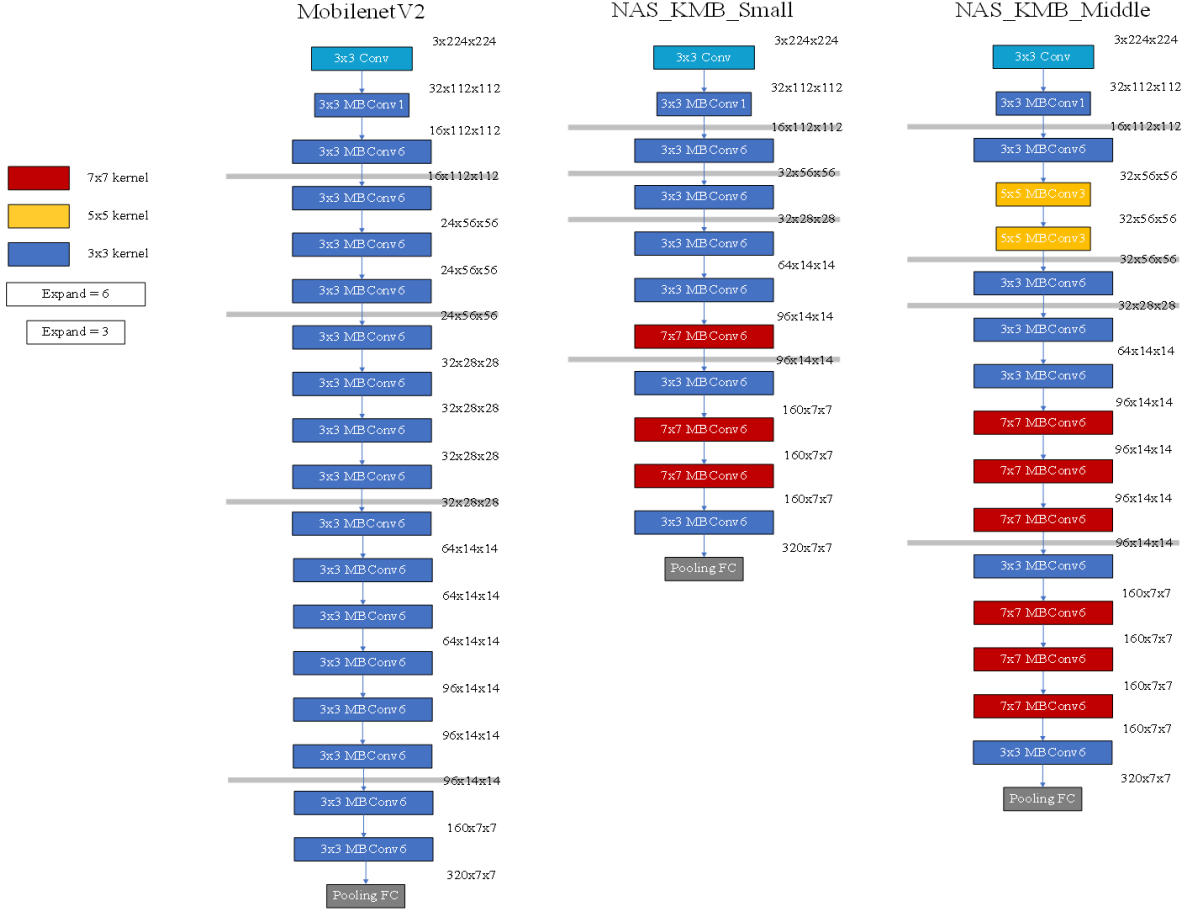 MobilenetV2
3x3 Conv
3x224x224
32x112x112
3x3 MBConv1
16x112x112
3x3 MBConv6
16x112x112
3x3 MBConv6
24x56x56
3x3 MBConv6
24x56x56
3x3 MBConv6
24x56x56
3x3 MBConv6
32x28x28
3x3 MBConv6
32x28x28
3x3 MBConv6
32x28x28
3x3 MBConv6
32x28x28
3x3 MBConv6
64x14x14
3x3 MBConv6
64x14x14
3x3 MBConv6
64x14x14
3x3 MBConv6
96x14x14
3x3 MBConv6
96x14x14
3x3 MBConv6
96x14x14
3x3 MBConv6
160x7x7
3x3 MBConv6
320x7x7
Pooling FC
7x7 kernel
5x5 kernel
3x3 kernel
Expand = 6
Expand = 3
NAS_KMB_Small
3x224x224
3x3 Conv
32x112x112
3x3 MBConv1
16x112x112
3x3 MBConv6
32x56x56
3x3 MBConv6
32x28x28
3x3 MBConv6
64x14x14
3x3 MBConv6
96x14x14
7x7 MBConv6
96x14x14
3x3 MBConv6
160x7x7
7x7 MBConv6
160x7x7
7x7 MBConv6
160x7x7
3x3 MBConv6
320x7x7
Pooling FC
NAS_KMB_Middle
3x224x224
3x3 Conv
32x112x112
3x3 MBConv1
16x112x112
3x3 MBConv6
32x56x56
5x5 MBConv3
32x56x56
5x5 MBConv3
32x56x56
3x3 MBConv6
32x28x28
3x3 MBConv6
64x14x14
3x3 MBConv6
96x14x14
7x7 MBConv6
96x14x14
7x7 MBConv6
96x14x14
7x7 MBConv6
96x14x14
3x3 MBConv6
160x7x7
7x7 MBConv6
160x7x7
7x7 MBConv6
160x7x7
7x7 MBConv6
160x7x7
3x3 MBConv6
320x7x7
Pooling FC